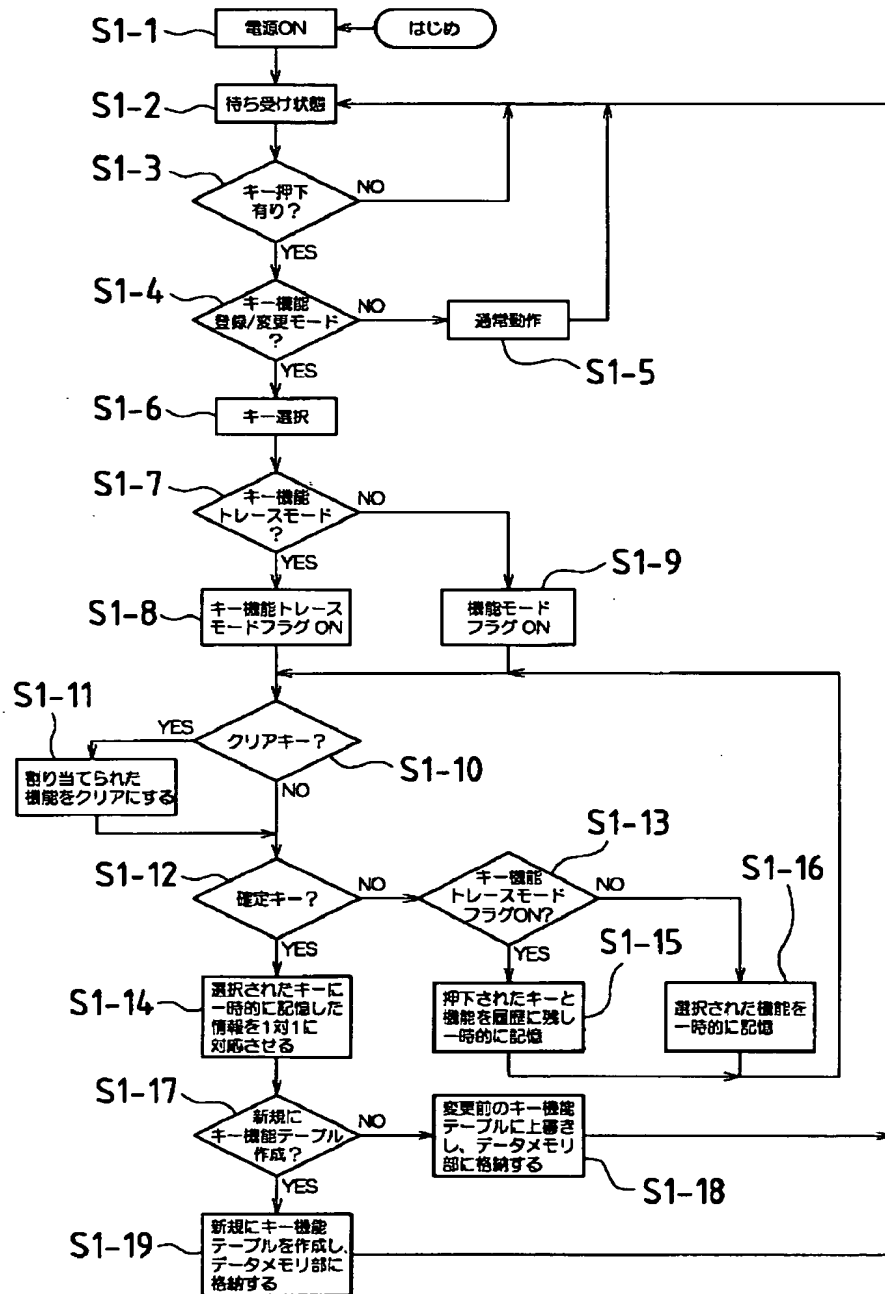 S1-1
電源ON
はじめ
S1-2
待ち受け状態
S1-3
キー押下
有り?
NO
YES
S1-4
キー機能
登録/変更モード
?
NO
通常動作
S1-5
YES
S1-6
キー選択
S1-7
キー機能
トレースモード
?
NO
YES
S1-9
S1-8
キー機能トレース
モードフラグ ON
機能モード
フラグ ON
S1-11
YES
クリアキー?
S1-10
割り当てられた
機能をクリアにする
NO
S1-13
S1-12
確定キー?
NO
キー機能
トレースモード
フラグON?
NO
S1-16
YES
YES
S1-15
S1-14
選択されたキーに
一時的に記憶した
情報を1対1に
対応させる
押下されたキーと
機能を履歴に残し
一時的に記憶
選択された機能を
一時的に記憶
S1-17
新規に
キー機能テーブル
作成?
NO
変更前のキー機能
テーブルに上書き
し、データメモリ
部に格納する
S1-18
YES
S1-19
新規にキー機能
テーブルを作成し、
データメモリ部に
格納する